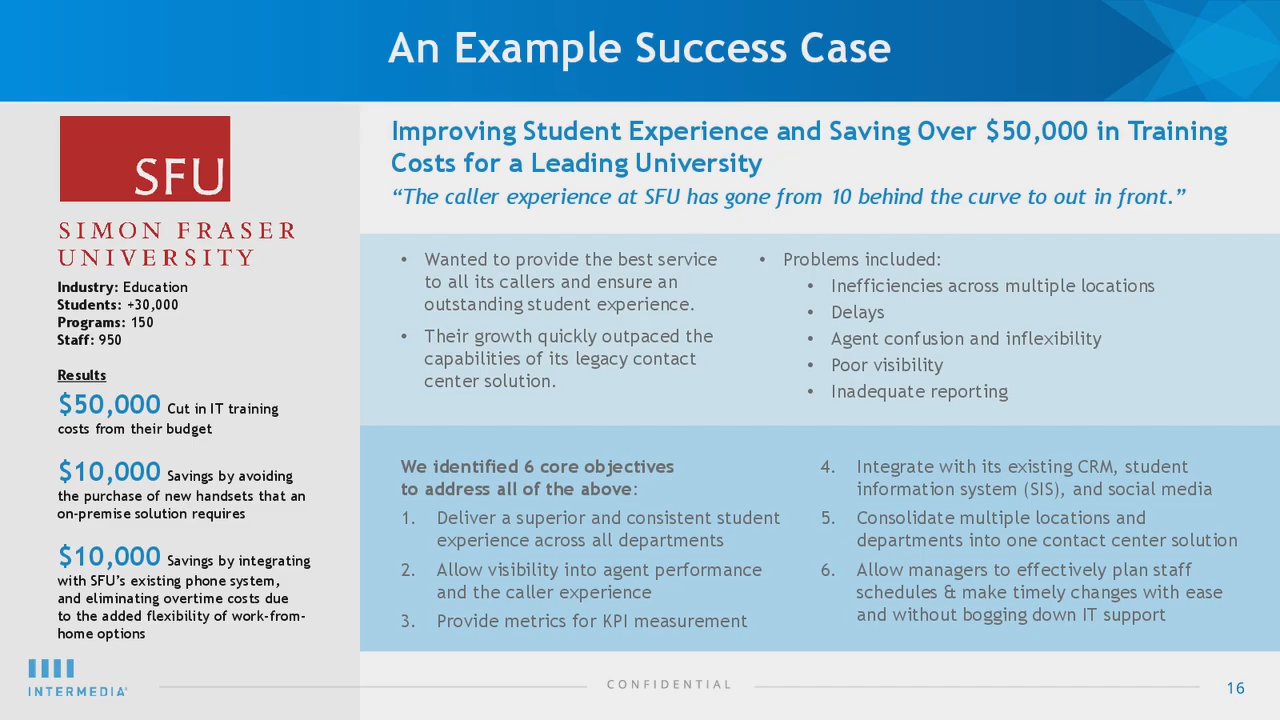 An Example Success Case
SFU
SIMON FRASER
UNIVERSITY
Industry: Education
Students: +30,000
Programs: 150
Staff: 950
Results
$50,000 Cut in IT training
costs from their budget
$10,000 Savings by avoiding
the purchase of new handsets that an
on-premise solution requires
$10,000 Savings by integrating
with SFU’s existing phone system,
and eliminating overtime costs due
to the added flexibility of work-from-
home options
Improving Student Experience and Saving Over $50,000 in Training
Costs for a Leading University
“The caller experience at SFU has gone from 10 behind the curve to out in front.”
• Wanted to provide the best service
to all its callers and ensure an
outstanding student experience.
• Their growth quickly outpaced the
capabilities of its legacy contact
center solution.
• Problems included:
• Inefficiencies across multiple locations
• Delays
• Agent confusion and inflexibility
• Poor visibility
• Inadequate reporting
We identified 6 core objectives
to address all of the above:
1. Deliver a superior and consistent student
experience across all departments
2. Allow visibility into agent performance
and the caller experience
3. Provide metrics for KPI measurement
4. Integrate with its existing CRM, student
information system (SIS), and social media
5. Consolidate multiple locations and
departments into one contact center solution
6. Allow managers to effectively plan staff
schedules & make timely changes with ease
and without bogging down IT support
INTERMEDIA
CONFIDENTIAL
16